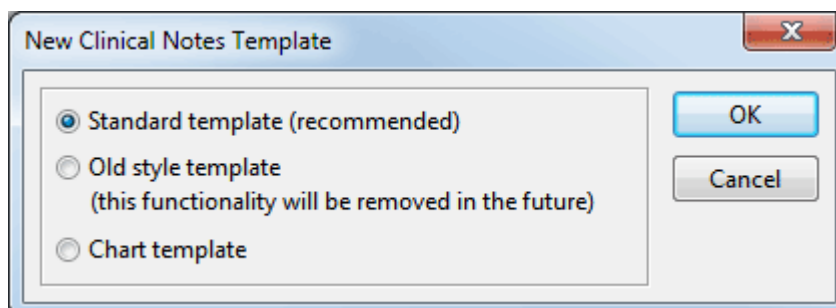 New Clinical Notes Template
Standard template (recommended)
OK
Old style template
(this functionality will be removed in the future)
Cancel
Chart template